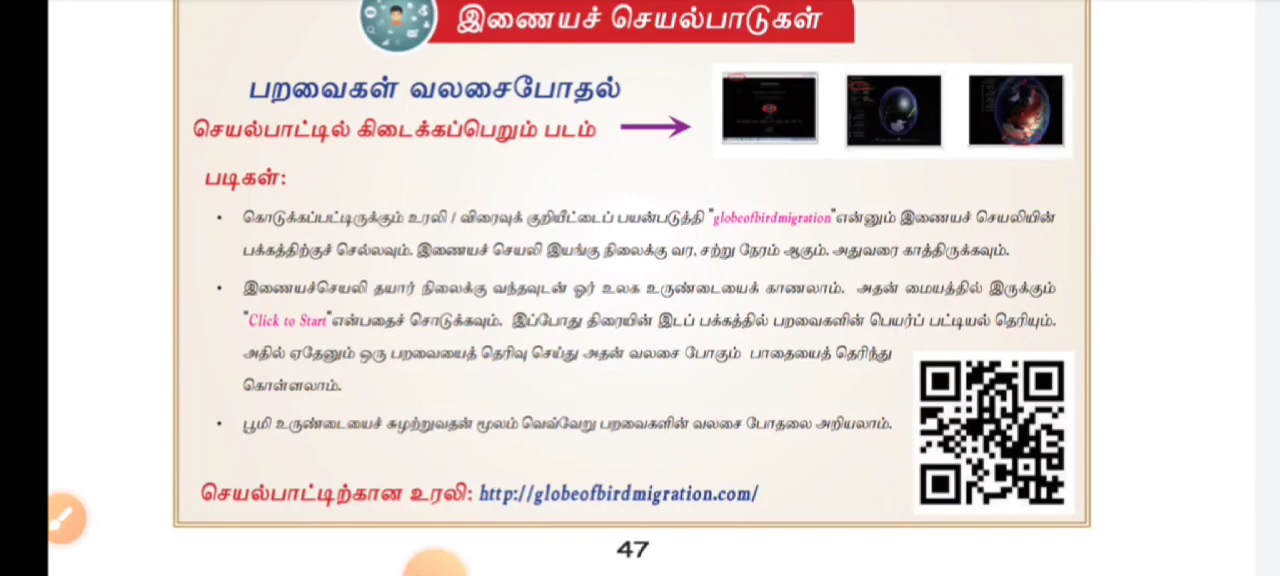 இணையச் செயல்பாடுகள்
பறவைகள் வலசைபோதல்
செயல்பாட்டில் கிடைக்கப்பெறும் படம்
படிகள்:
• கொடுக்கப்பட்டிருக்கும் உரலி / விரைவுக் குறியீட்டைப் பயன்படுத்தி "globeofbirdmigration" என்னும் இணையச் செயலியின்
பக்கத்திற்குச் செல்லவும். இணையச் செயலி இயங்கு நிலைக்கு வர, சற்று நேரம் ஆகும். அதுவரை காத்திருக்கவும்.
• இணையச்செயலி தயார் நிலைக்கு வந்தவுடன் ஓர் உலக உருண்டையைக் காணலாம். அதன் மையத்தில் இருக்கும்
"Click to Start" என்பதைச் சொடுக்கவும். இப்போது திரையின் இடப் பக்கத்தில் பறவைகளின் பெயர்ப் பட்டியல் தெரியும்.
அதில் ஏதேனும் ஒரு பறவையைத் தெரிவு செய்து அதன் வலசை போகும் பாதையைத் தெரிந்து
கொள்ளலாம்.
• பூமி உருண்டையைச் சுழற்றுவதன் மூலம் வெவ்வேறு பறவைகளின் வலசை போதலை அறியலாம்.
செயல்பாட்டிற்கான உரலி: http://globeofbirdmigration.com/
47